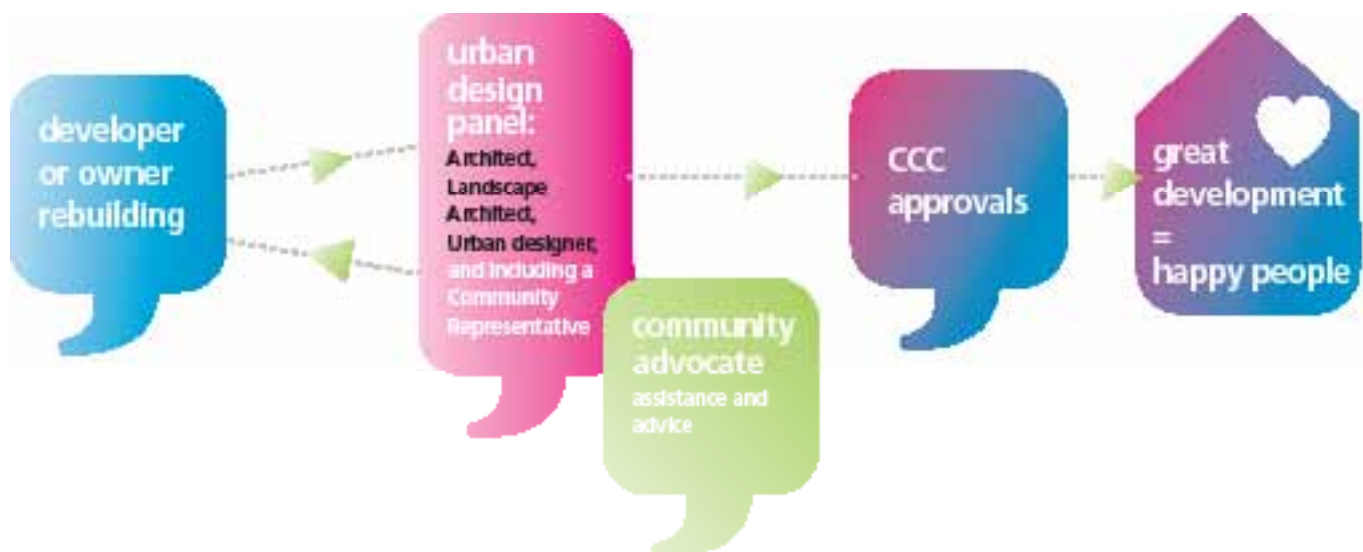 developer
or owner
rebuilding
urban
design
panel:
Architect,
Landscape
Architect,
Urban designer,
and including a
Community
Representative
community
advocate
assistance and
advice
CCC
approvals
great
development
=
happy people